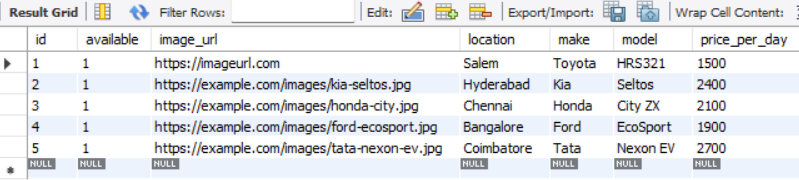 Result Grid Filter Rows: Edit: Export/Import: Wrap Cell Content:
id available image_url location make model price_per_day
1 1 https://imageurl.com Salem Toyota HRS321 1500
2 1 https://example.com/images/kia-seltos.jpg Hyderabad Kia Seltos 2400
3 1 https://example.com/images/honda-city.jpg Chennai Honda City ZX 2100
4 1 https://example.com/images/ford-ecosport.jpg Bangalore Ford EcoSport 1900
5 1 https://example.com/images/tata-nexon-ev.jpg Coimbatore Tata Nexon EV 2700
NULL NULL NULL NULL NULL NULL NULL